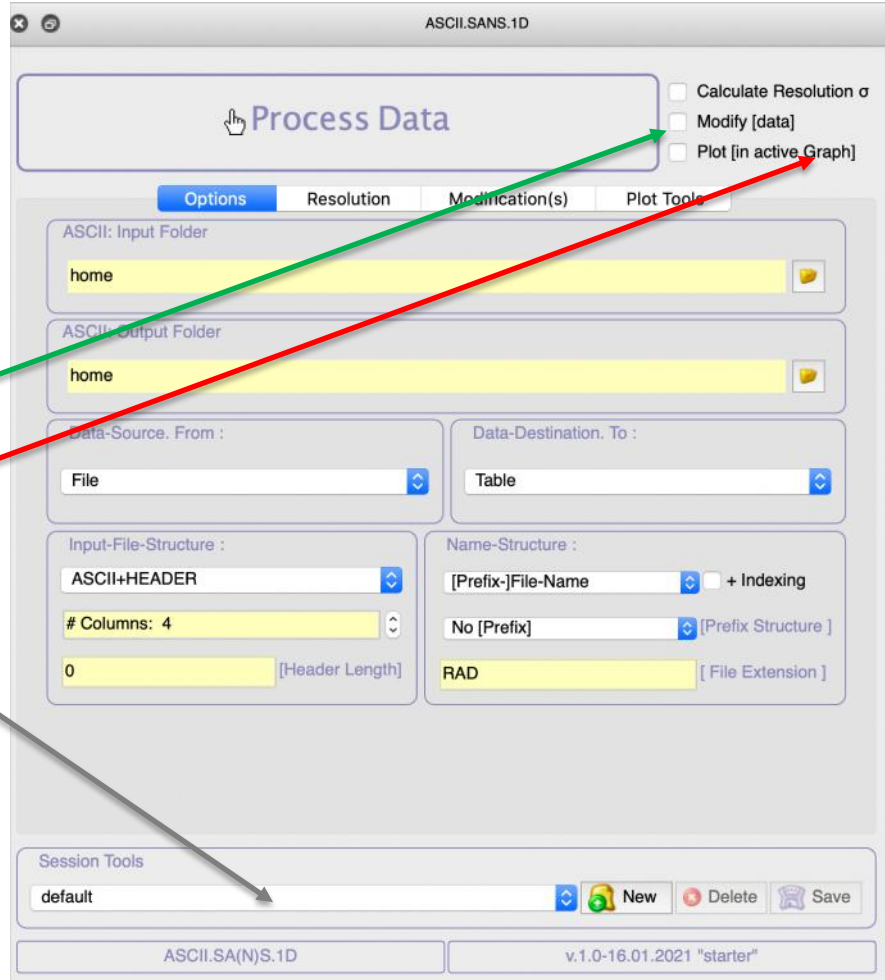 ASCII.SANS.1D
Process Data
Calculate Resolution σ
Modify [data]
Plot [in active Graph]
Options Resolution Modification(s) Plot Tools
ASCII: Input Folder
home
ASCII: Output Folder
home
Data-Source. From :
Data-Destination. To :
File
Table
Input-File-Structure :
Name-Structure :
ASCII+HEADER
[Prefix-]File-Name
+ Indexing
# Columns: 4
No [Prefix]
[Prefix Structure ]
0
[Header Length]
RAD
[ File Extension ]
Session Tools
default
New
Delete
Save
ASCII.SA(N)S.1D
v.1.0-16.01.2021 "starter"